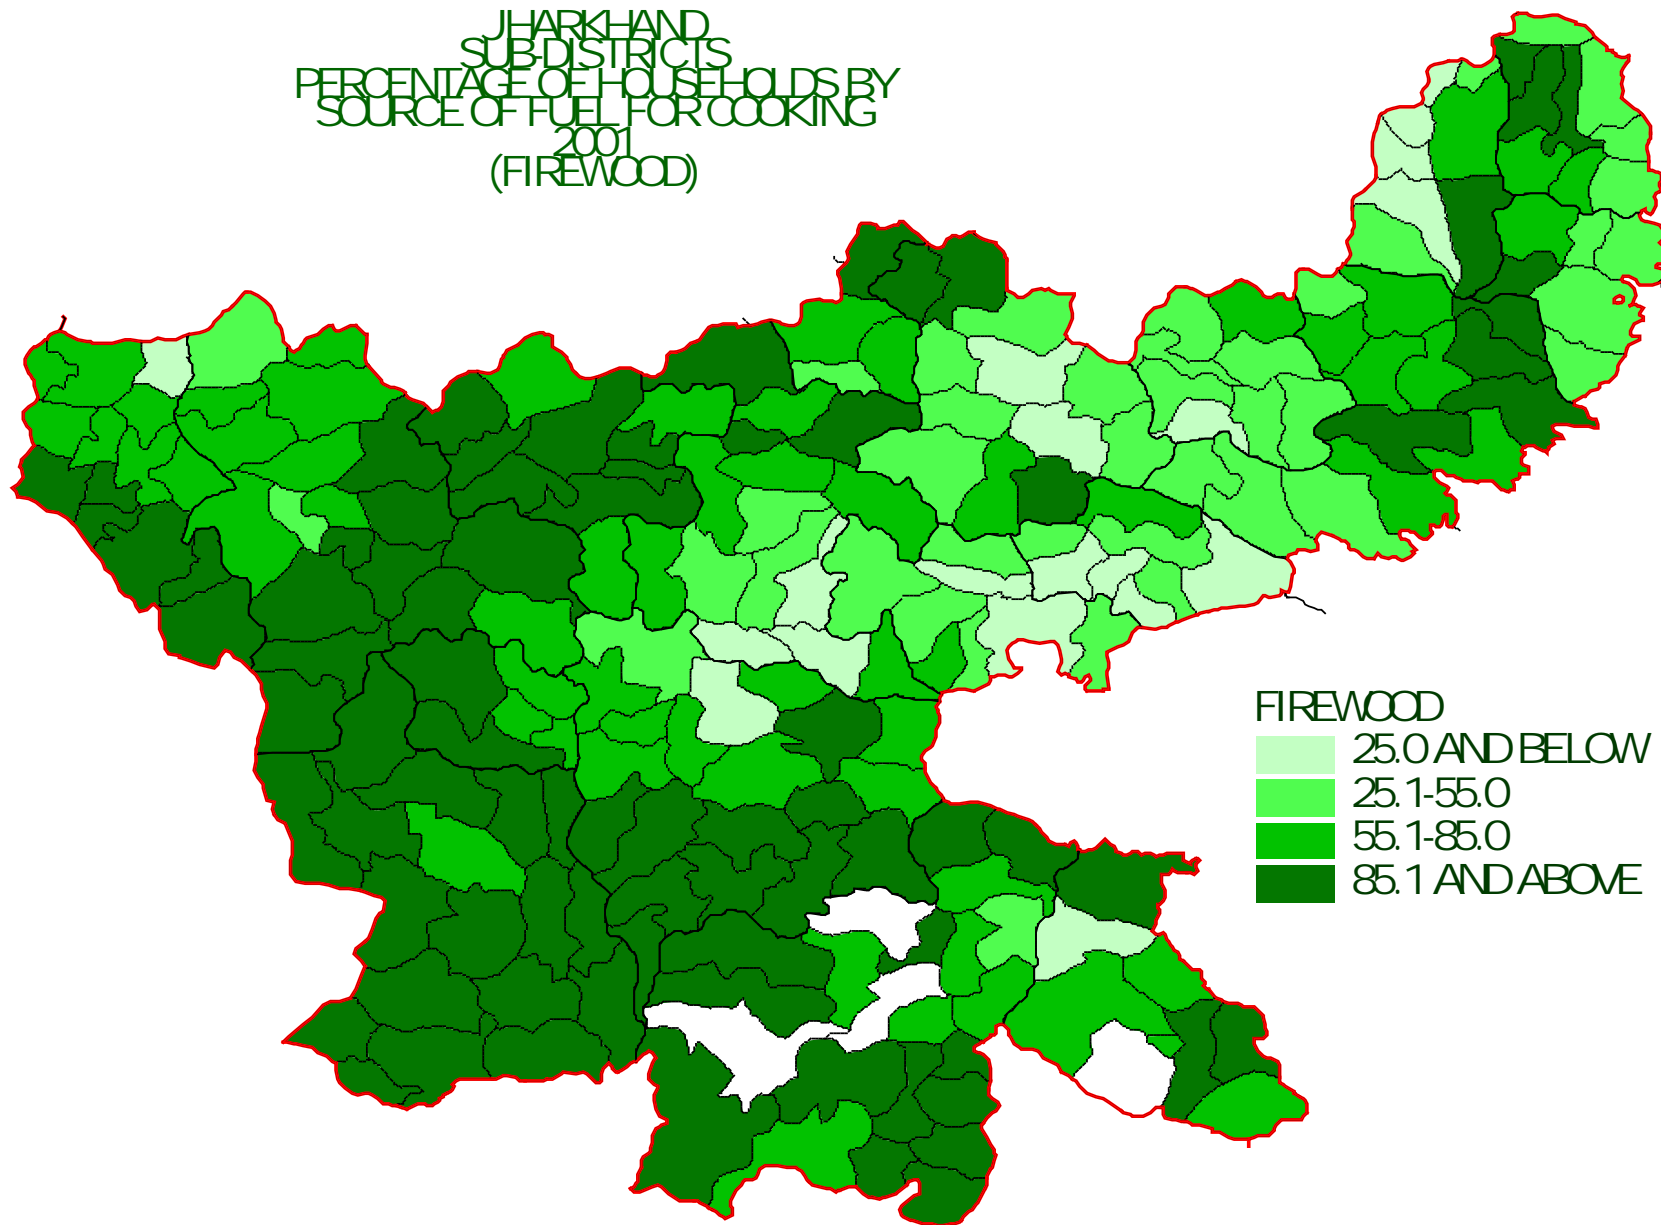 JHARKHAND
SUB-DISTRICTS
PERCENTAGE OF HOUSEHOLDS BY
SOURCE OF FUEL FOR COOKING
2001
(FIREWOOD)
FIREWOOD
25.0 AND BELOW
25.1-55.0
55.1-85.0
85.1 AND ABOVE